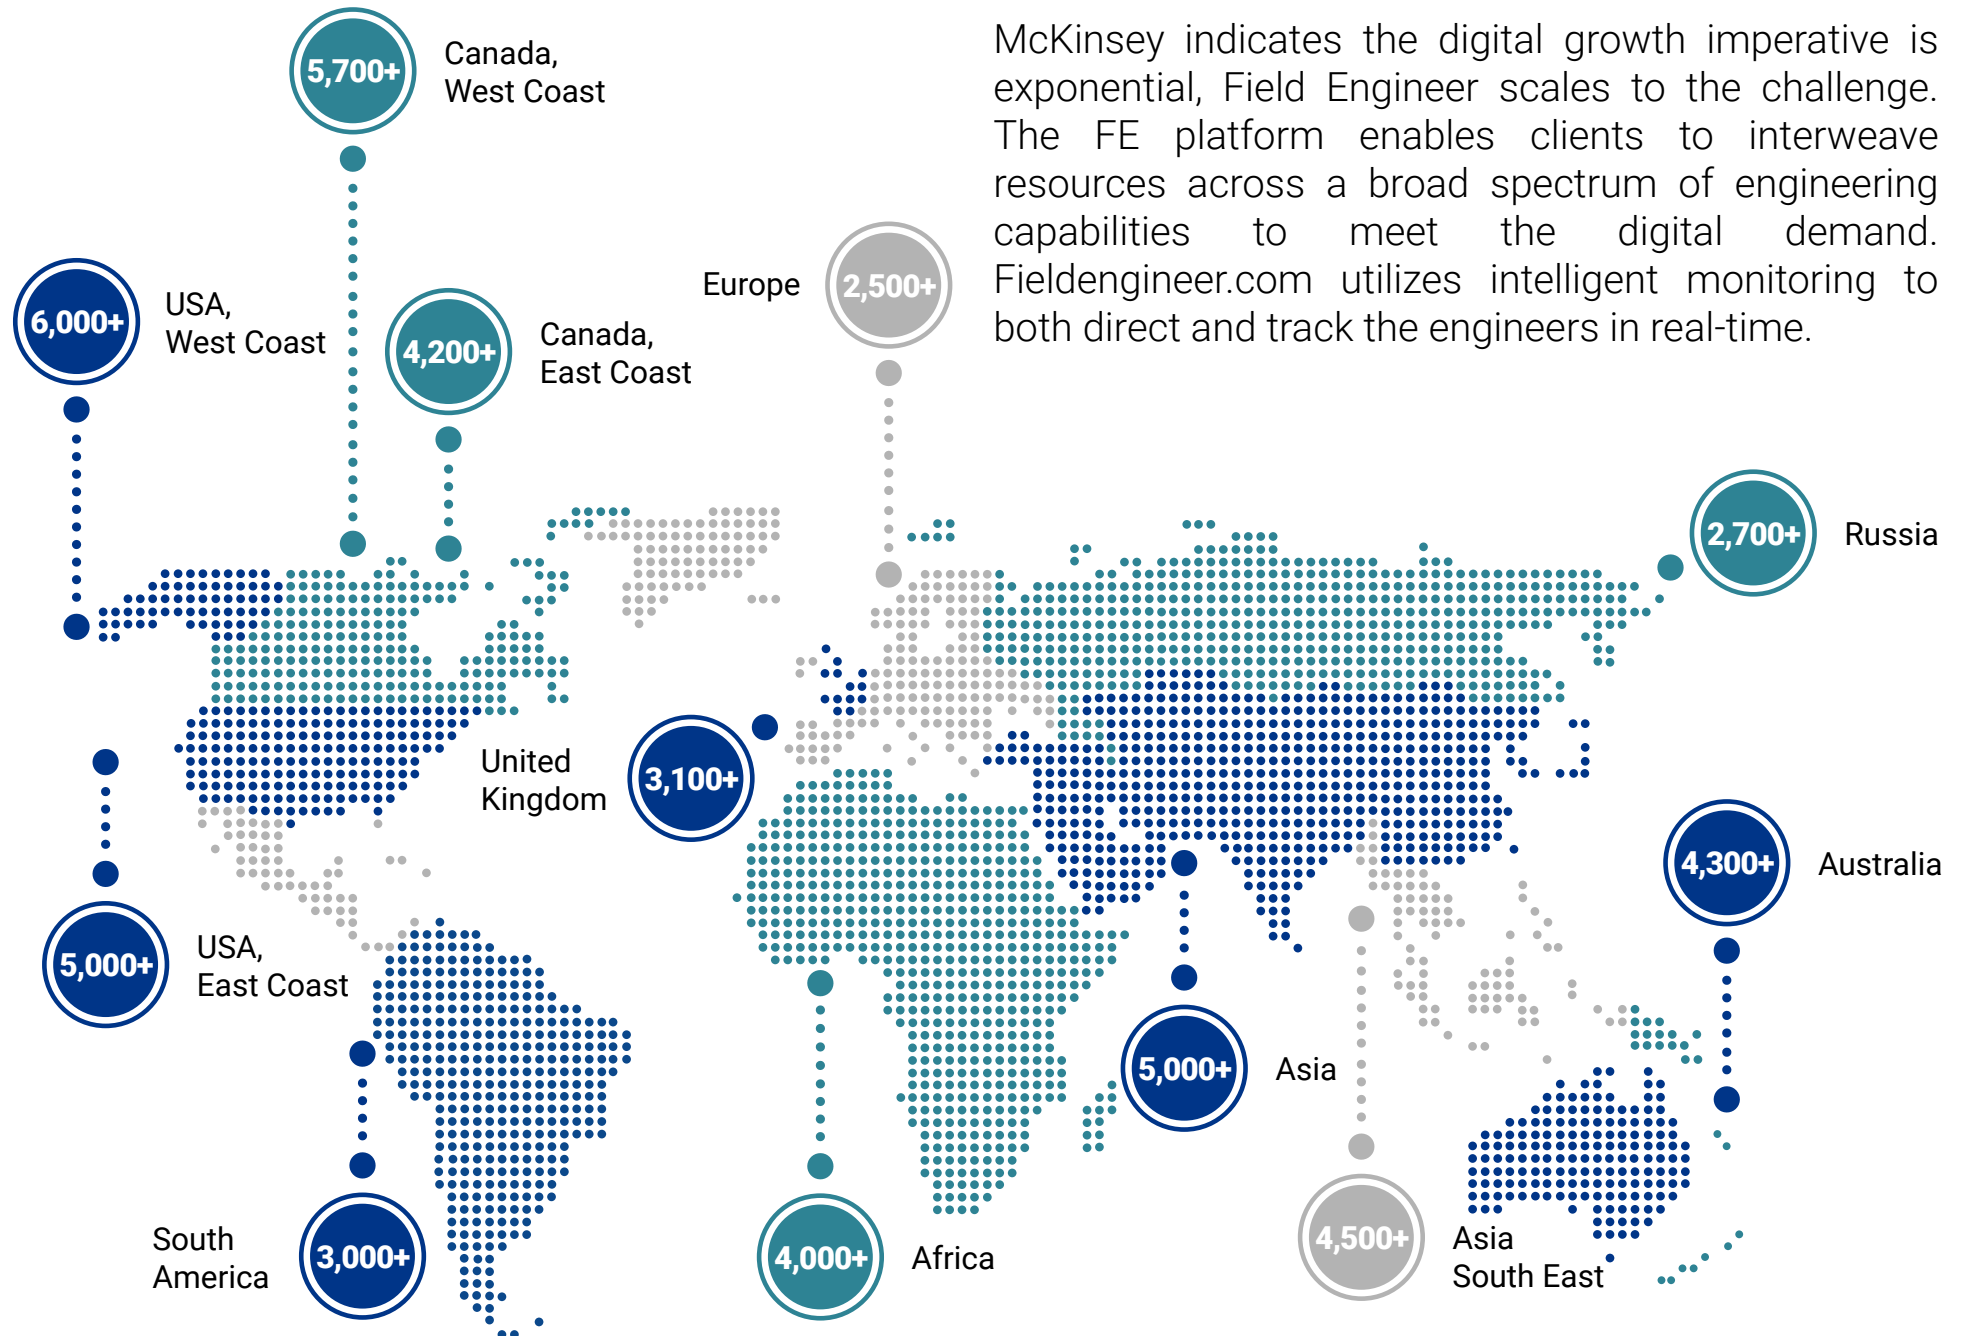 5,700+
Canada,
West Coast
McKinsey indicates the digital growth imperative is
exponential, Field Engineer scales to the challenge.
The FE platform enables clients to interweave
resources across a broad spectrum of engineering
capabilities to meet the digital demand.
Fieldengineer.com utilizes intelligent monitoring to
both direct and track the engineers in real-time.
6,000+
USA,
West Coast
4,200+
Canada,
East Coast
Europe
2,500+
2,700+
Russia
United
Kingdom
3,100+
4,300+
Australia
5,000+
USA,
East Coast
5,000+
Asia
South
America
3,000+
4,000+
Africa
4,500+
Asia
South East